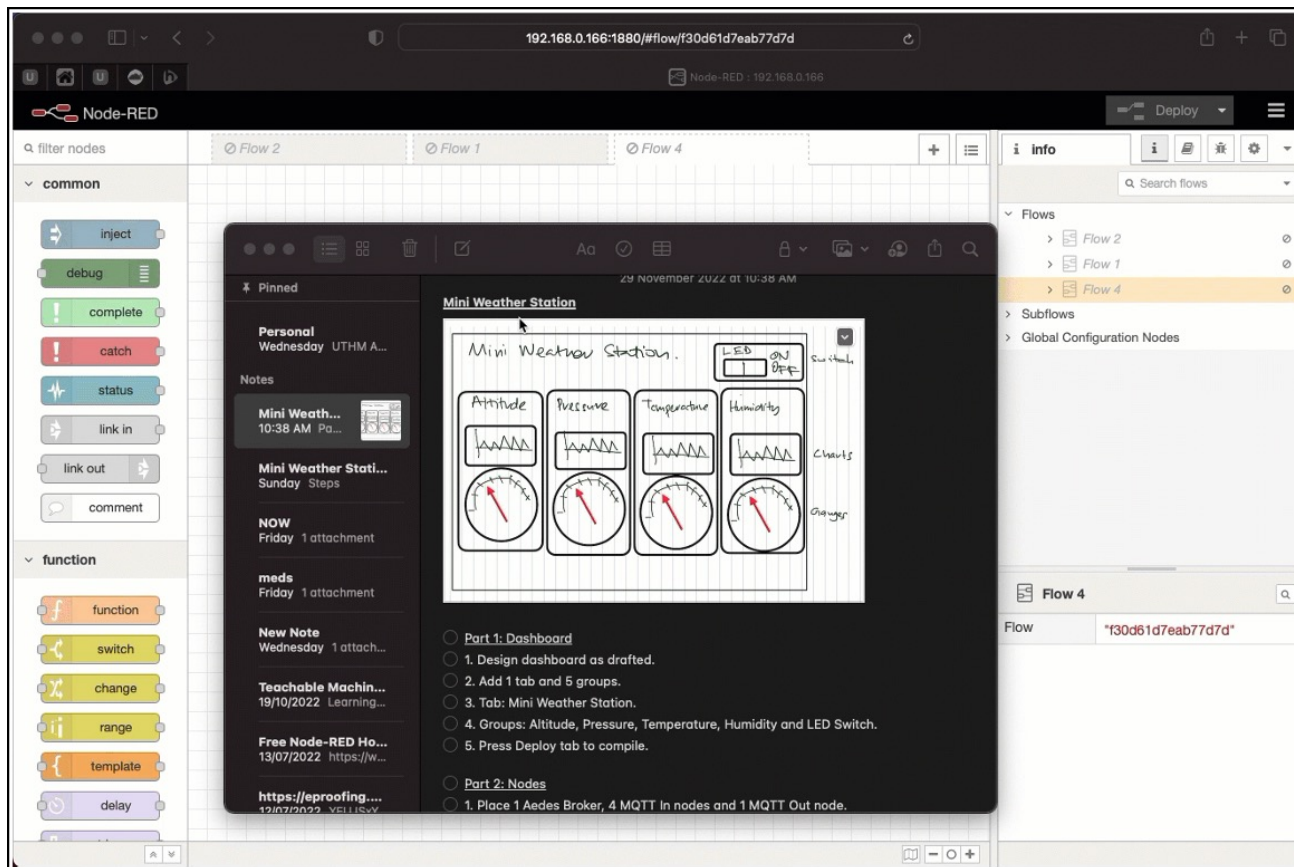 192.168.0.166:1880/#flow/f30d61d7eab77d7d
Node-RED : 192.168.0.166
Node-RED
Deploy
filter nodes
common
inject
debug
complete
catch
status
link in
link out
comment
function
function
switch
change
range
template
delay
Flow 2
Flow 1
Flow 4
29 November 2022 at 10:38 AM
Pinned
Personal
Wednesday UTHM A...
Notes
Mini Weath...
10:38 AM Pa...
Mini Weather Stati...
Sunday Steps
NOW
Friday 1 attachment
meds
Friday 1 attachment
New Note
Wednesday 1 attach...
Teachable Machin...
19/10/2022 Learning...
Free Node-RED Ho...
13/07/2022 https://w...
https://eproofing....
12/07/2022
Mini Weather Station
Mini Weather Station.
LED ON
OFF
Switch
Altitude Pressure Temperature Humidity
Charts
Gauges
Part 1: Dashboard
1. Design dashboard as drafted.
2. Add 1 tab and 5 groups.
3. Tab: Mini Weather Station.
4. Groups: Altitude, Pressure, Temperature, Humidity and LED Switch.
5. Press Deploy tab to compile.
Part 2: Nodes
1. Place 1 Aedes Broker, 4 MQTT In nodes and 1 MQTT Out node.
i info
Search flows
Flows
Flow 2
Flow 1
Flow 4
Subflows
Global Configuration Nodes
Flow 4
Flow "f30d61d7eab77d7d"